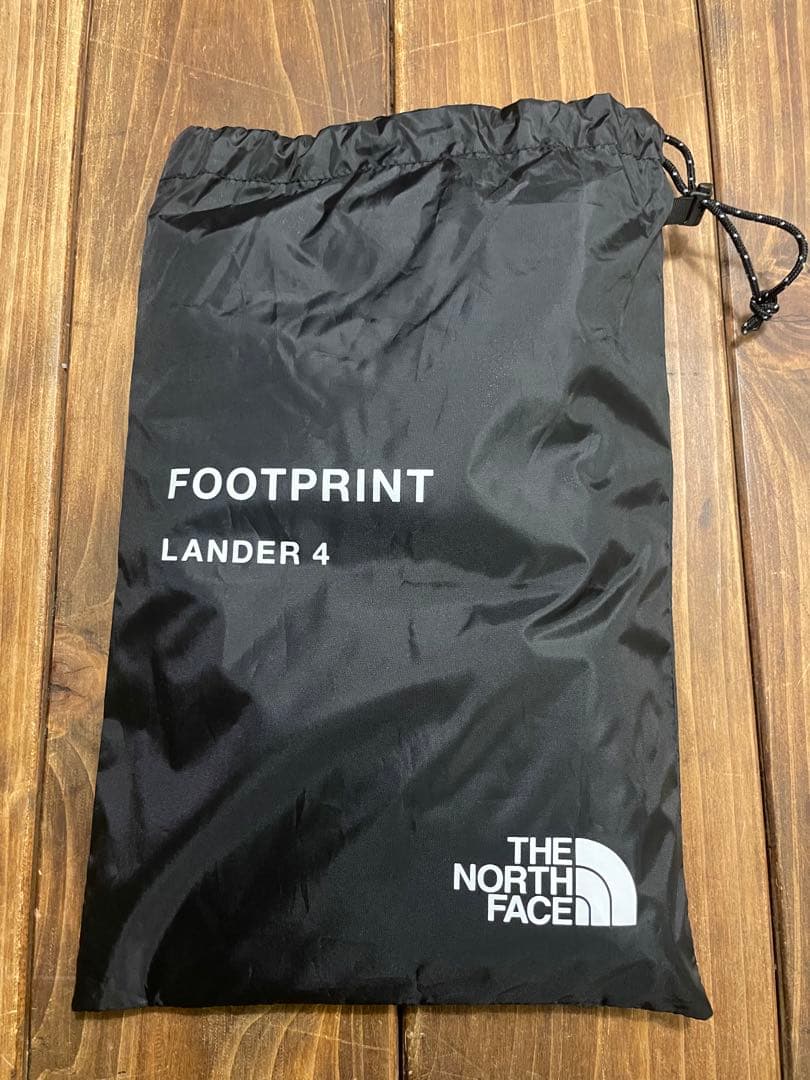 FOOTPRINT
LANDER 4
THE
NORTH
FACE